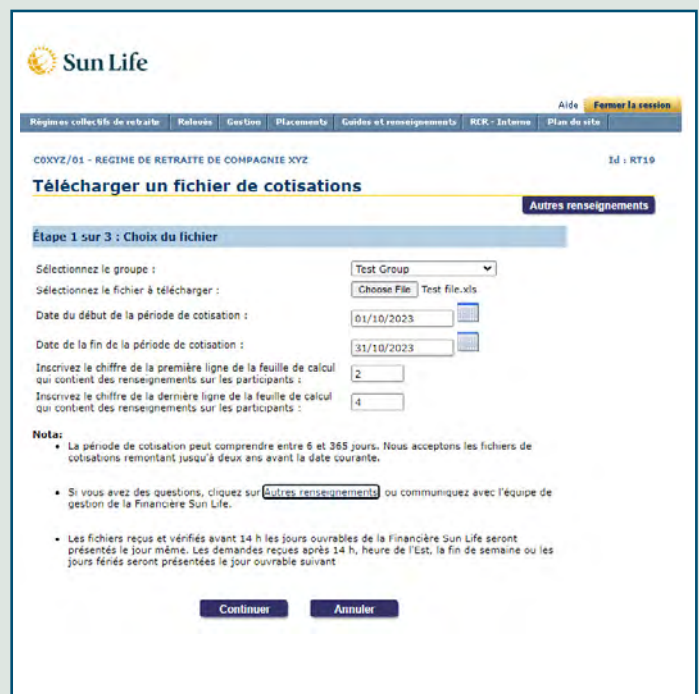 Sun Life
Aide Fermer la session
Régimes collectifs de retraite Relevés Gestion Placements Guides et renseignements RCR - Interne Plan du site
C0XYZ/01 - REGIME DE RETRAITE DE COMPAGNIE XYZ Id : RT19
Télécharger un fichier de cotisations
Autres renseignements
Étape 1 sur 3 : Choix du fichier
Sélectionnez le groupe : Test Group
Sélectionnez le fichier à télécharger : Choose File Test file.xls
Date du début de la période de cotisation : 01/10/2023
Date de la fin de la période de cotisation : 31/10/2023
Inscrivez le chiffre de la première ligne de la feuille de calcul
qui contient des renseignements sur les participants : 2
Inscrivez le chiffre de la dernière ligne de la feuille de calcul
qui contient des renseignements sur les participants : 4
Nota:
• La période de cotisation peut comprendre entre 6 et 365 jours. Nous acceptons les fichiers de
cotisations remontant jusqu'à deux ans avant la date
courante.
• Si vous avez des questions, cliquez sur Autres renseignements ou communiquez avec l'équipe de
gestion de la Financière Sun Life.
• Les fichiers reçus et vérifiés avant 14 h les jours ouvrables de la Financière Sun Life seront
présentés le jour même. Les demandes reçues après 14 h, heure de l'Est, la fin de semaine ou les
jours fériés seront présentées le jour ouvrable suivant
Continuer Annuler